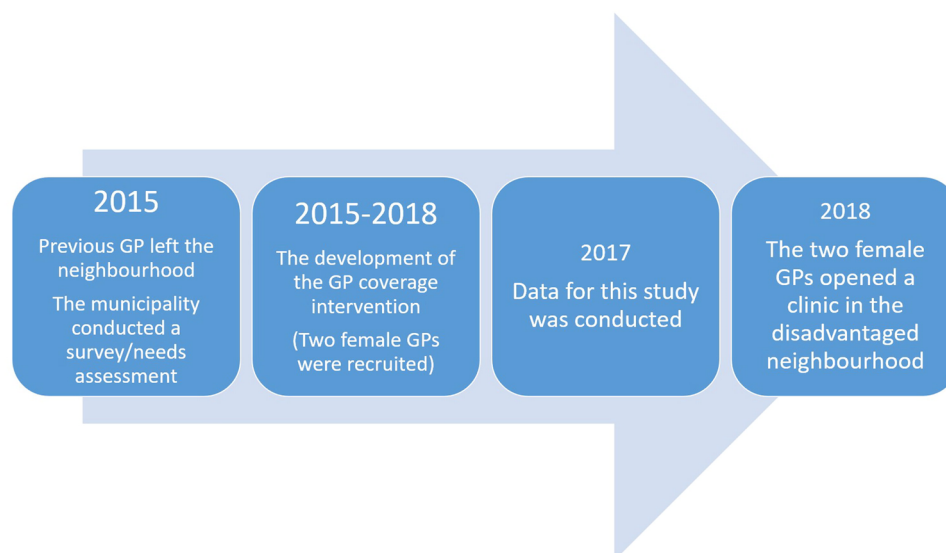 2015
Previous GP left the
neighbourhood
The municipality
conducted a
survey/needs
assessment
2015-2018
The development of
the GP coverage
intervention
(Two female GPs
were recruited)
2017
Data for this study
was conducted
2018
The two female
GPs opened a
clinic in the
disadvantaged
neighbourhood